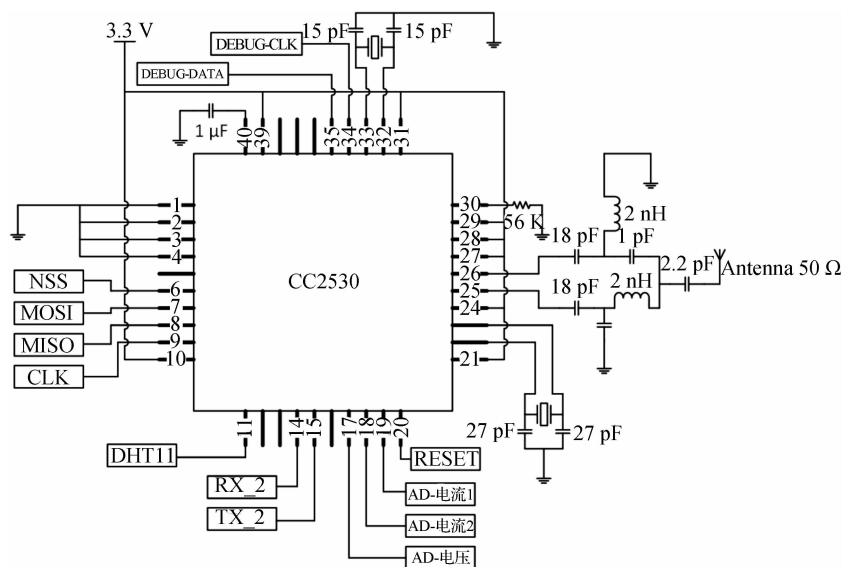 3.3 V
15 pF
15 pF
DEBUG-CLK
DEBUG-DATA
1 μF
40
39
35
34
33
32
31
1
2
3
4
6
7
8
9
10
NSS
MOSI
MISO
CLK
CC2530
30
29
28
27
26
25
24
21
56 K
2 nH
18 pF
1 pF
2.2 pF
Antenna 50 Ω
18 pF
2 nH
27 pF
27 pF
11
14
15
17
18
19
20
DHT11
RX_2
TX_2
RESET
AD-电流1
AD-电流2
AD-电压